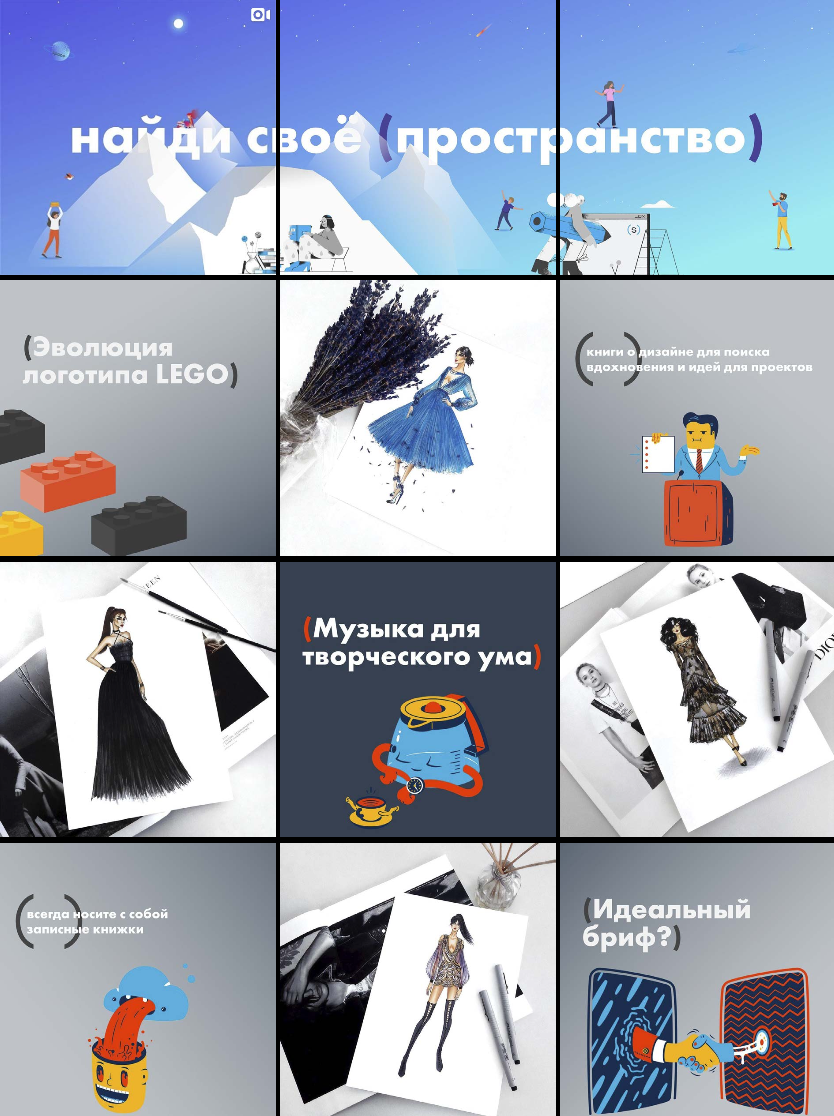 найди своё (пространство)
S
(Эволюция
логотипа LEGO)
(книги о дизайне для поиска
вдохновения и идей для проектов)
(Музыка для
творческого ума)
DIO
(всегда носите с собой
записные книжки)
(Идеальный
бриф?)